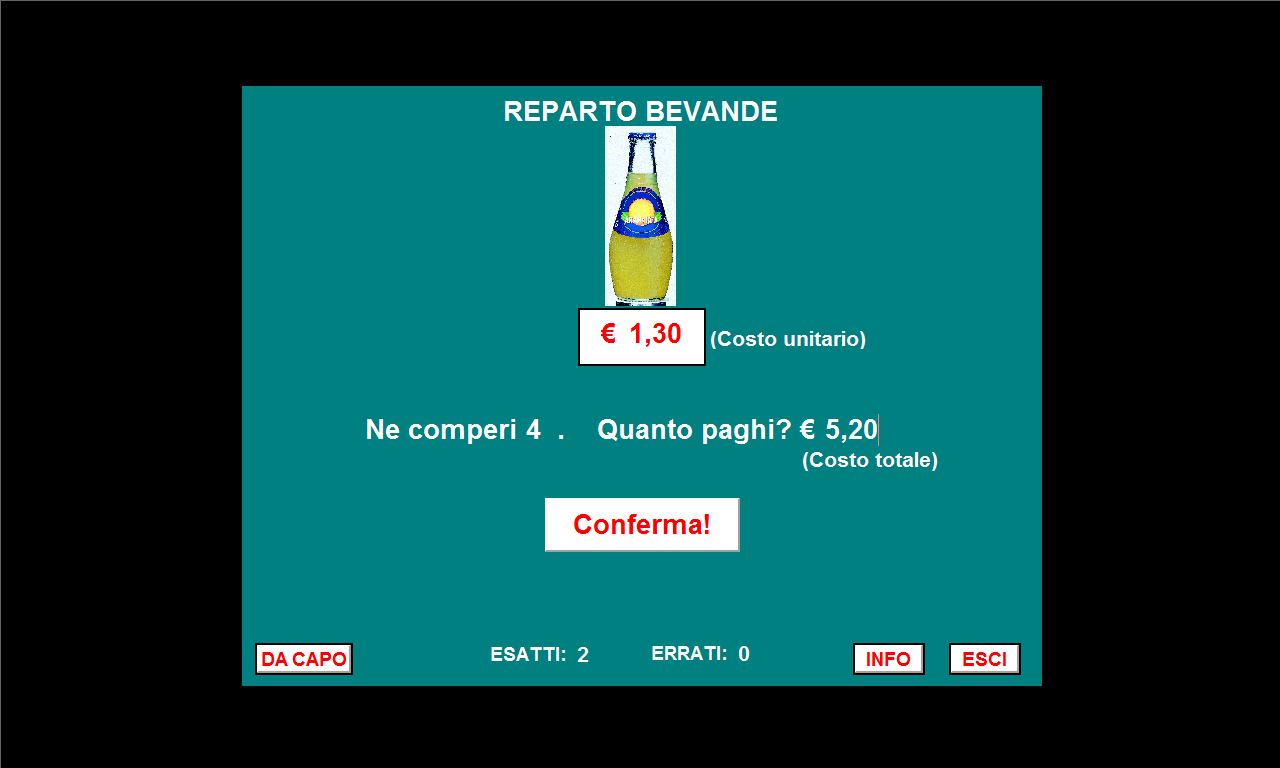 REPARTO BEVANDE
€ 1,30 (Costo unitario)
Ne comperi 4 . Quanto paghi? € 5,20
(Costo totale)
Conferma!
DA CAPO ESATTI: 2 ERRATI: 0 INFO ESCI